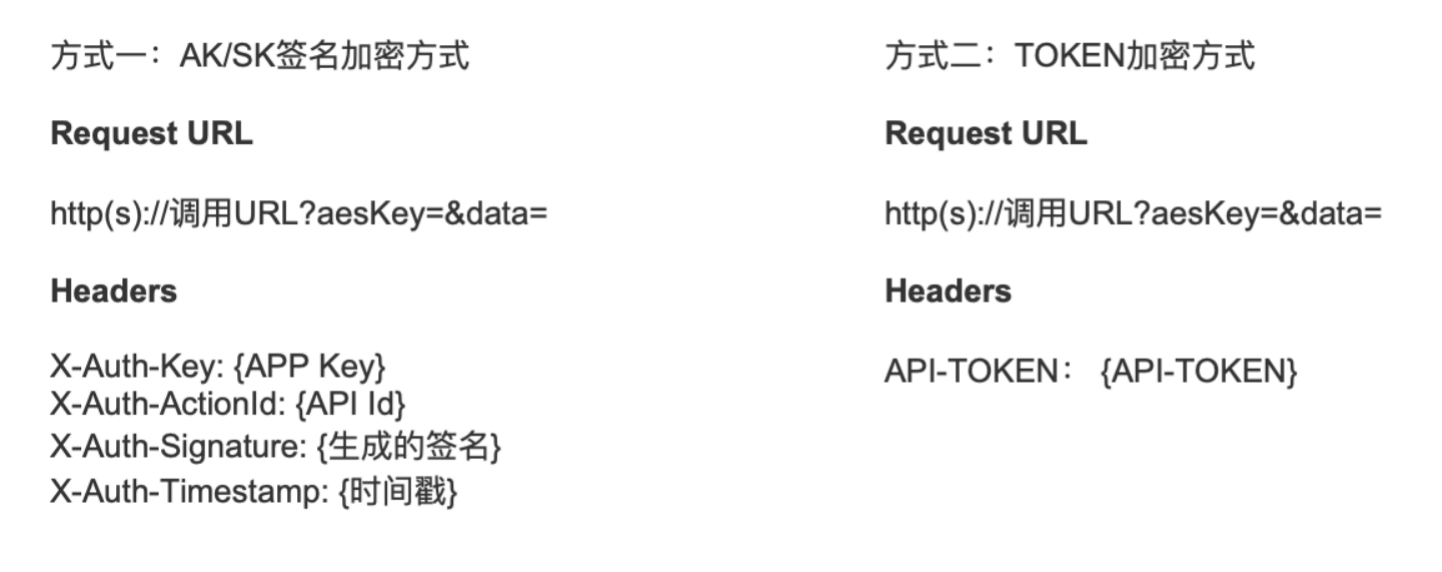 方式一：AK/SK签名加密方式
Request URL
http(s)://调用URL?aesKey=&data=
Headers
X-Auth-Key: {APP Key}
X-Auth-ActionId: {API Id}
X-Auth-Signature: {生成的签名}
X-Auth-Timestamp: {时间戳}
方式二：TOKEN加密方式
Request URL
http(s)://调用URL?aesKey=&data=
Headers
API-TOKEN： {API-TOKEN}